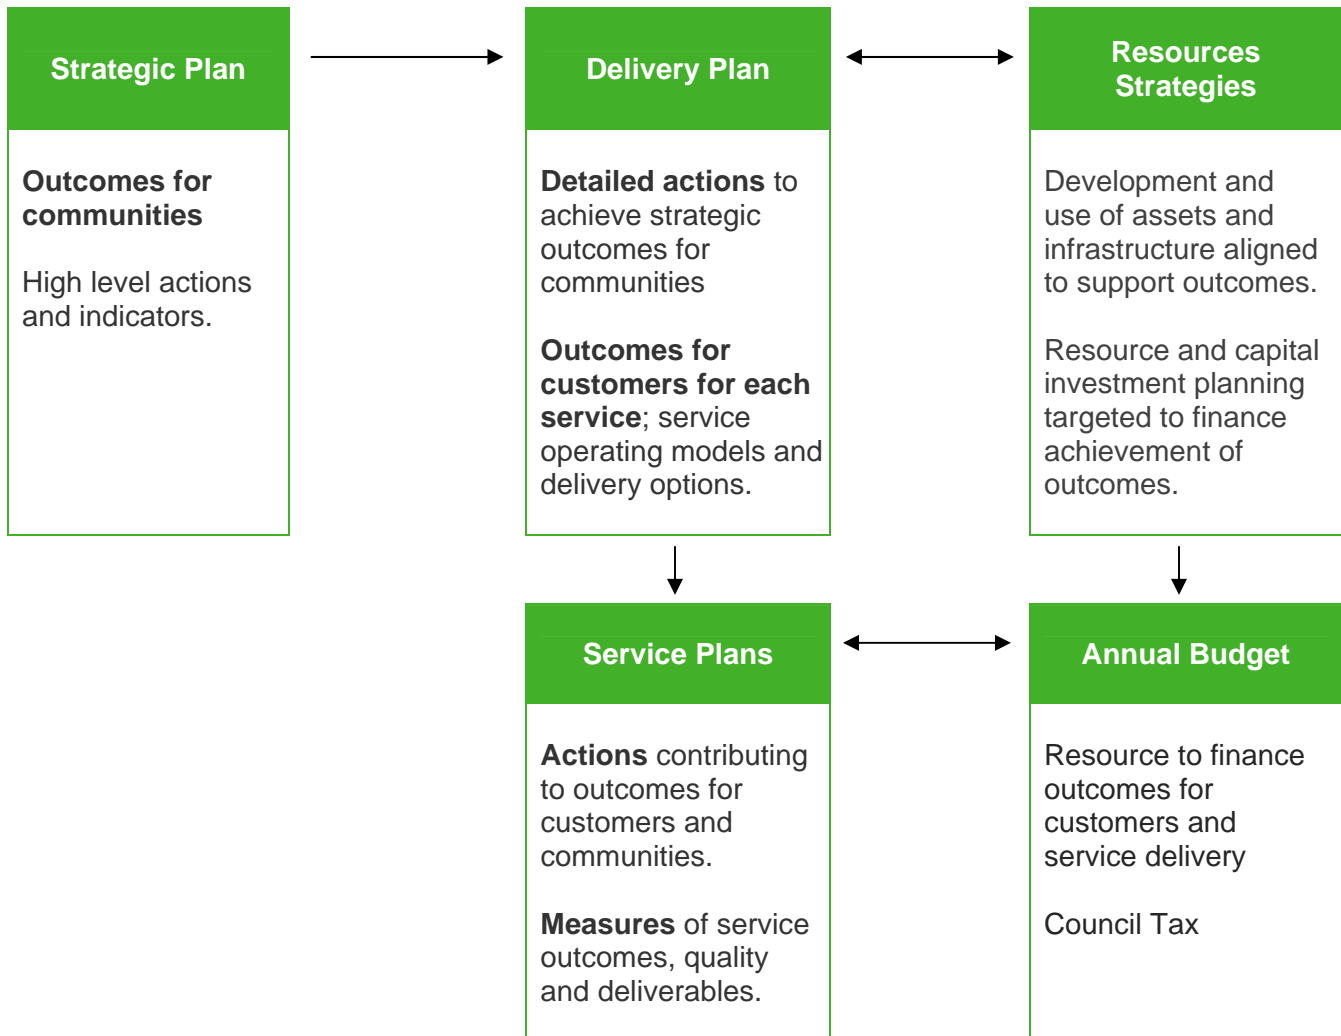 Strategic Plan
Outcomes for
communities
High level actions
and indicators.
Delivery Plan
Detailed actions to
achieve strategic
outcomes for
communities
Outcomes for
customers for each
service; service
operating models and
delivery options.
Resources
Strategies
Development and
use of assets and
infrastructure aligned
to support outcomes.
Resource and capital
investment planning
targeted to finance
achievement of
outcomes.
Service Plans
Actions contributing
to outcomes for
customers and
communities.
Measures of service
outcomes, quality
and deliverables.
Annual Budget
Resource to finance
outcomes for
customers and
service delivery
Council Tax